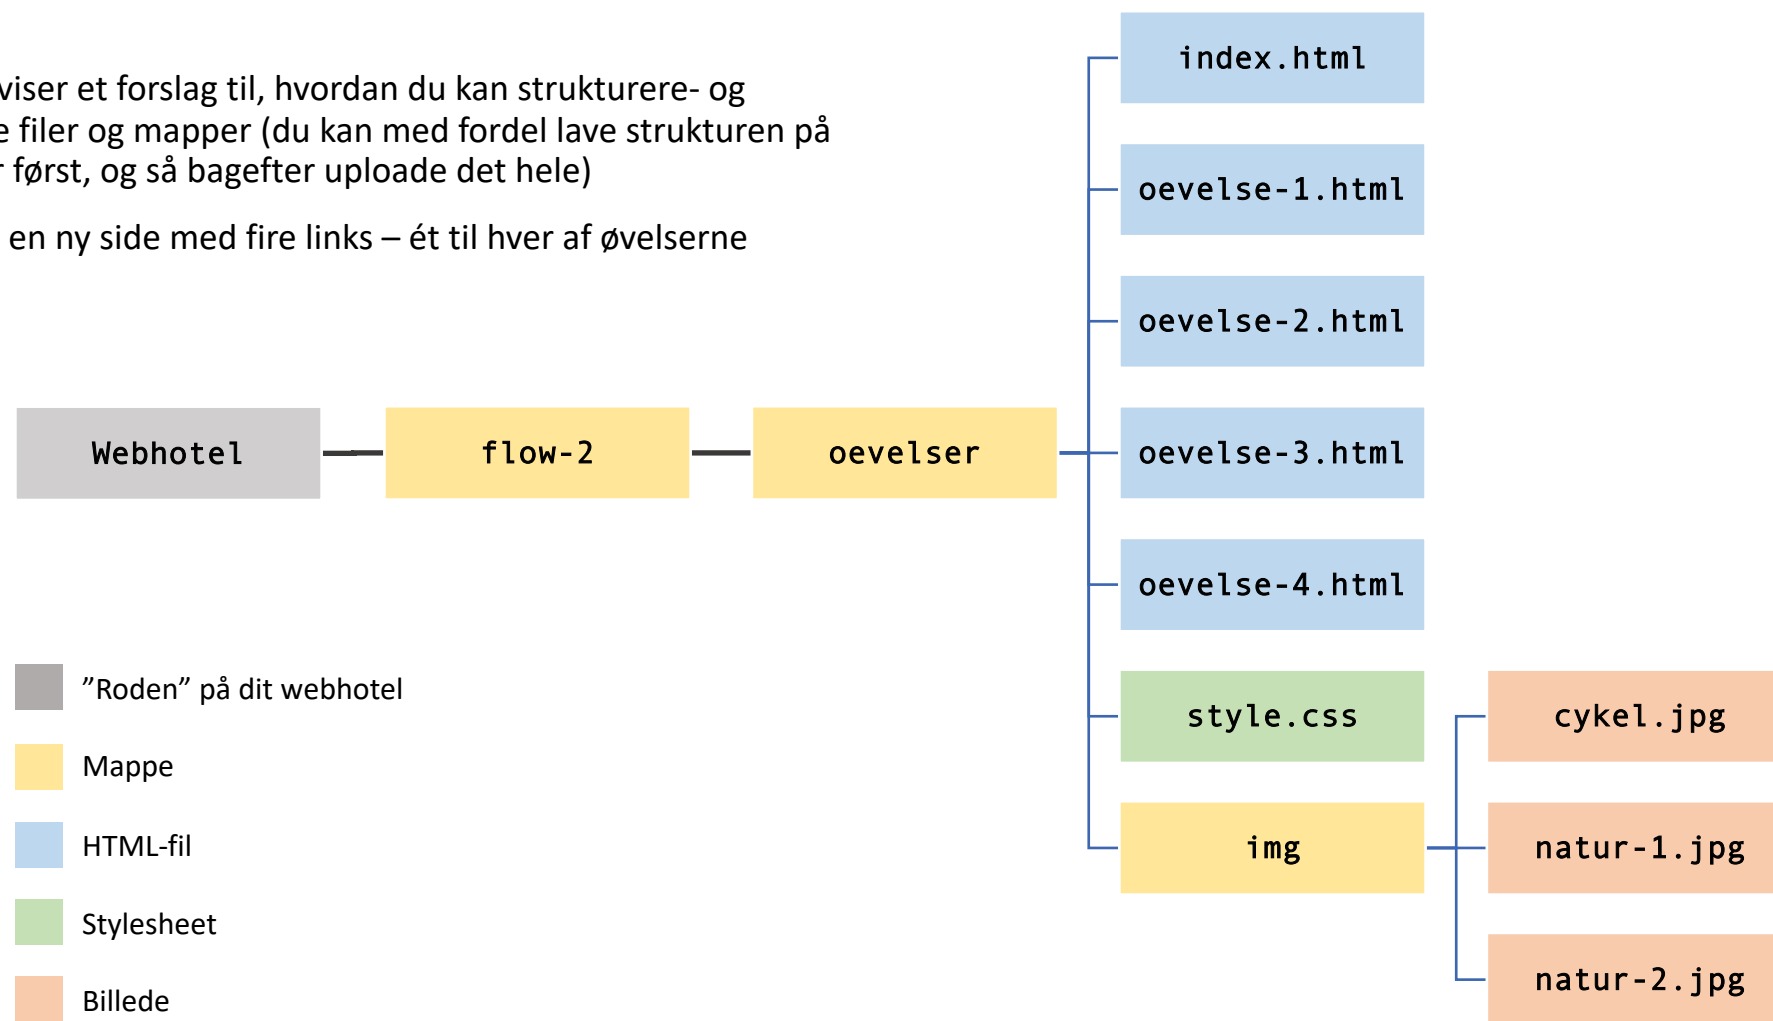 viser et forslag til, hvordan du kan strukturere- og
filer og mapper (du kan med fordel lave strukturen på
først, og så bagefter uploade det hele)
en ny side med fire links – ét til hver af øvelserne
index.html
oevelse-1.html
oevelse-2.html
Webhotel
flow-2
oevelser
oevelse-3.html
oevelse-4.html
style.css
cykel.jpg
img
natur-1.jpg
natur-2.jpg
”Roden” på dit webhotel
Mappe
HTML-fil
Stylesheet
Billede